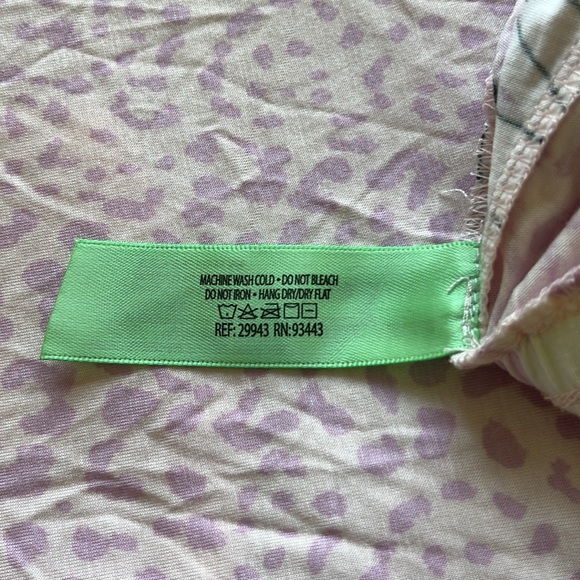 MACHINE WASH COLD • DO NOT BLEACH
DO NOT IRON • HANG DRY/DRY FLAT
REF: 29943 RN:93443